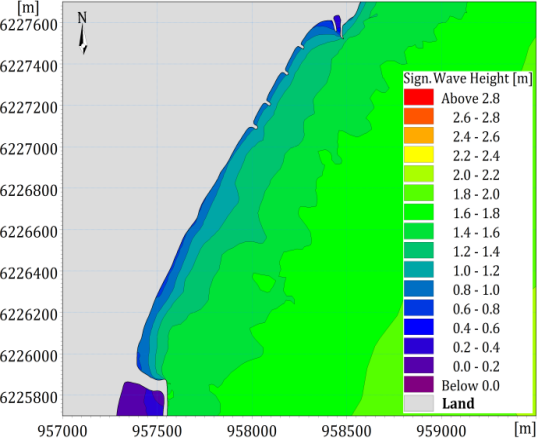 [m]
6227600
6227400
6227200
6227000
6226800
6226600
6226400
6226200
6226000
6225800
N
Sign. Wave Height [m]
Above 2.8
2.6 - 2.8
2.4 - 2.6
2.2 - 2.4
2.0 - 2.2
1.8 - 2.0
1.6 - 1.8
1.4 - 1.6
1.2 - 1.4
1.0 - 1.2
0.8 - 1.0
0.6 - 0.8
0.4 - 0.6
0.2 - 0.4
0.0 - 0.2
Below 0.0
Land
957000 957500 958000 958500 959000 [m]